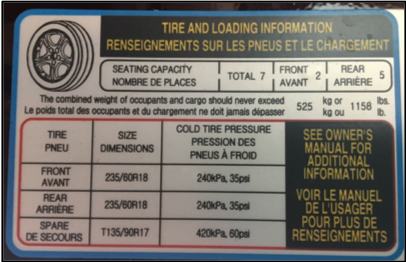 TIRE AND LOADING INFORMATION
RENSEIGNEMENTS SUR LES PNEUS ET LE CHARGEMENT
SEATING CAPACITY
NOMBRE DE PLACES
TOTAL 7
FRONT
AVANT 2
REAR
ARRIÈRE 5
The combined weight of occupants and cargo should never exceed
Le poids total des occupants et du chargement ne doit jamais dépasser
525
kg or
kg ou
1158
lbs.
lb.
TIRE
PNEU
SIZE
DIMENSIONS
COLD TIRE PRESSURE
PRESSION DES
PNEUS À FROID
FRONT
AVANT
235/60R18
240kPa, 35psi
REAR
ARRIÈRE
235/60R18
240kPa, 35psi
SPARE
DE SECOURS
T135/90R17
420kPa, 60psi
SEE OWNER'S
MANUAL FOR
ADDITIONAL
INFORMATION
VOIR LE MANUEL
DE L'USAGER
POUR PLUS DE
RENSEIGNEMENTS